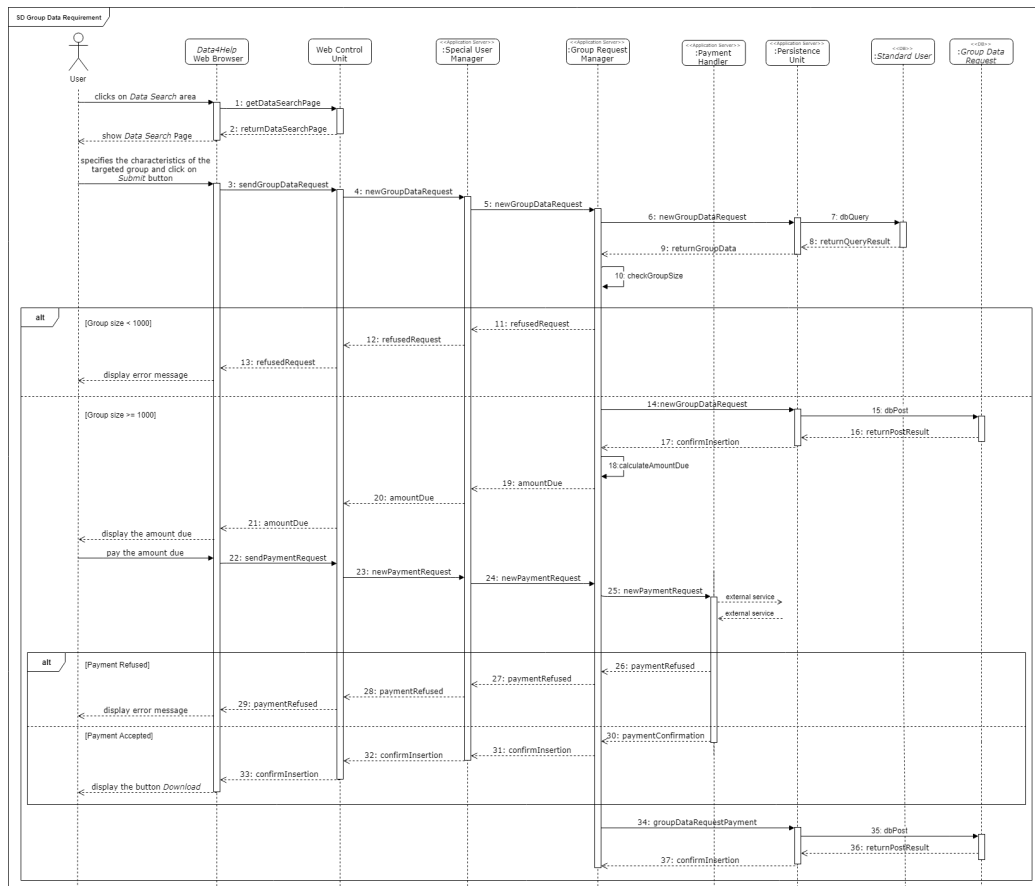 SD Group Data Requirement
User
Data4Help
Web Browser
Web Control
Unit
<<Application Server>>
:Special User
Manager
<<Application Server>>
:Group Request
Manager
<<Application Server>>
:Payment
Handler
<<Application Server>>
:Persistence
Unit
<<DB>>
:Standard User
<<DB>>
:Group Data
Request
clicks on Data Search area
1: getDataSearchPage
2: returnDataSearchPage
show Data Search Page
specifies the characteristics of the
targeted group and click on
Submit button
3: sendGroupDataRequest
4: newGroupDataRequest
5: newGroupDataRequest
6: newGroupDataRequest
7: dbQuery
8: returnQueryResult
9: returnGroupData
10: checkGroupSize
alt
[Group size < 1000]
11: refusedRequest
12: refusedRequest
13: refusedRequest
display error message
[Group size >= 1000]
14:newGroupDataRequest
15: dbPost
16: returnPostResult
17: confirmInsertion
18:calculateAmountDue
19: amountDue
20: amountDue
21: amountDue
display the amount due
pay the amount due
22: sendPaymentRequest
23: newPaymentRequest
24: newPaymentRequest
25: newPaymentRequest
external service
external service
alt
[Payment Refused]
26: paymentRefused
27: paymentRefused
28: paymentRefused
29: paymentRefused
display error message
[Payment Accepted]
30: paymentConfirmation
31: confirmInsertion
32: confirmInsertion
33: confirmInsertion
display the button Download
34: groupDataRequestPayment
35: dbPost
36: returnPostResult
37: confirmInsertion